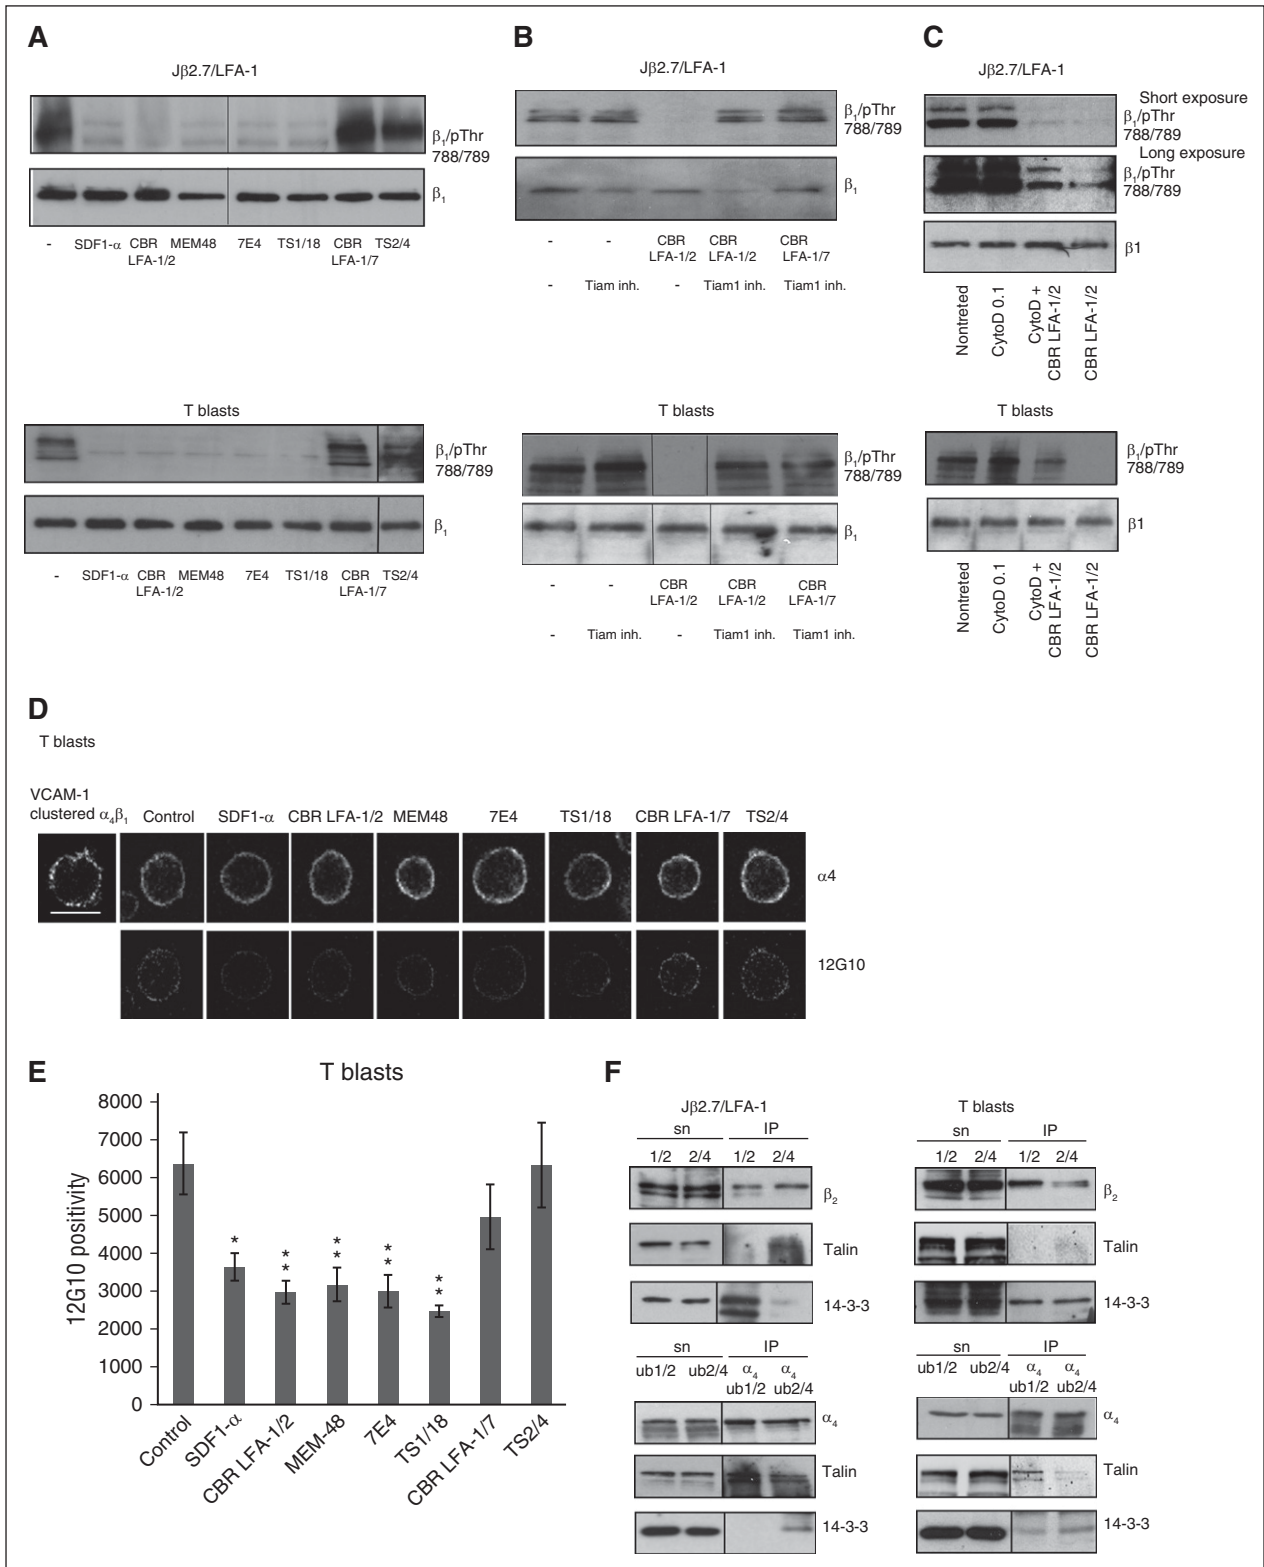 A
Jβ2.7/LFA-1
β1/pThr
788/789
β1
- SDF1-α CBR MEM48 7E4 TS1/18 CBR TS2/4
LFA-1/2 LFA-1/7
T blasts
β1/pThr
788/789
β1
- SDF1-α CBR MEM48 7E4 TS1/18 CBR TS2/4
LFA-1/2 LFA-1/7
B
Jβ2.7/LFA-1
β1/pThr
788/789
β1
- - CBR CBR CBR
LFA-1/2 LFA-1/2 LFA-1/7
- Tiam inh. - Tiam1 inh. Tiam1 inh.
T blasts
β1/pThr
788/789
β1
- - CBR CBR CBR
LFA-1/2 LFA-1/2 LFA-1/7
- Tiam inh. - Tiam1 inh. Tiam1 inh.
C
Jβ2.7/LFA-1
Short exposure
β1/pThr
788/789
Long exposure
β1/pThr
788/789
β1
Nontreted
CytoD 0.1
CytoD +
CBR LFA-1/2
CBR LFA-1/2
T blasts
β1/pThr
788/789
β1
Nontreted
CytoD 0.1
CytoD +
CBR LFA-1/2
CBR LFA-1/2
D
T blasts
VCAM-1
clustered α4β1 Control SDF1-α CBR LFA-1/2 MEM48 7E4 TS1/18 CBR LFA-1/7 TS2/4
α4
12G10
E
T blasts
12G10 positivity
8000
7000
6000
5000
4000
3000
2000
1000
0
* ** ** ** **
Control
SDF1-α
CBR LFA-1/2
MEM-48
7E4
TS1/18
CBR LFA-1/7
TS2/4
F
Jβ2.7/LFA-1
sn IP
1/2 2/4 1/2 2/4
β2
Talin
14-3-3
sn IP
ub1/2 ub2/4 α4 α4
ub1/2 ub2/4
α4
Talin
14-3-3
T blasts
sn IP
1/2 2/4 1/2 2/4
β2
Talin
14-3-3
sn IP
ub1/2 ub2/4 α4 α4
ub1/2 ub2/4
α4
Talin
14-3-3